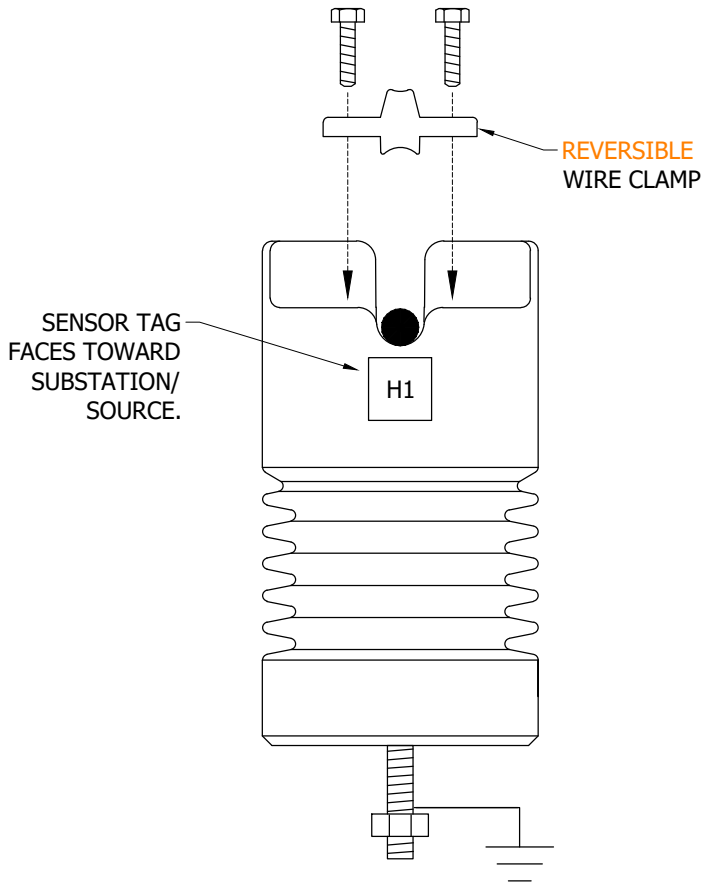 REVERSIBLE
WIRE CLAMP
SENSOR TAG
FACES TOWARD
SUBSTATION/
SOURCE.
H1